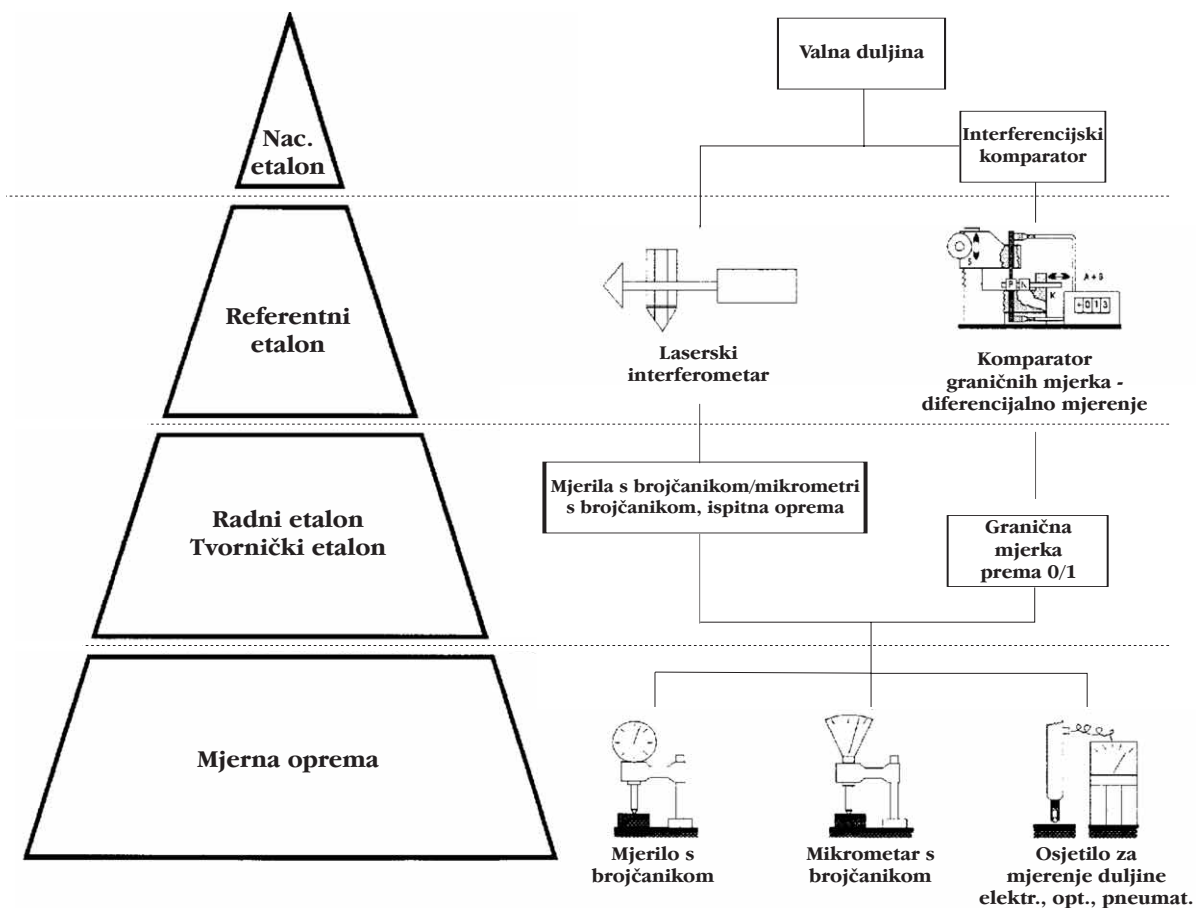 Nac.
etalon
Valna duljina
Interferencijski
komparator
Referentni
etalon
Laserski
interferometar
S
P
N
K
A + B
+013
Komparator
graničnih mjerka -
diferencijalno mjerenje
Radni etalon
Tvornički etalon
Mjerila s brojčanikom/mikrometri
s brojčanikom, ispitna oprema
Granična
mjerka
prema 0/1
Mjerna oprema
Mjerilo s
brojčanikom
Mikrometar s
brojčanikom
Osjetilo za
mjerenje duljine
elektr., opt., pneumat.